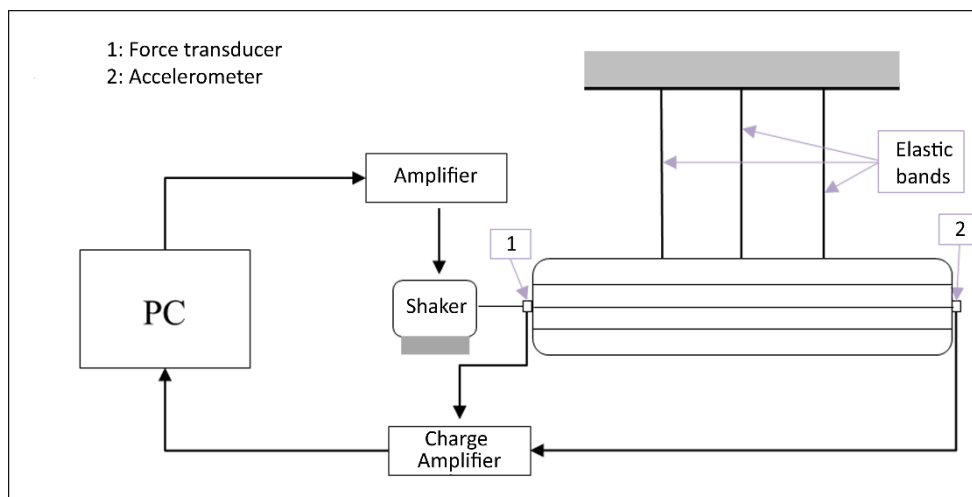 1: Force transducer
2: Accelerometer
Elastic
bands
Amplifier
1
2
Shaker
PC
Charge
Amplifier